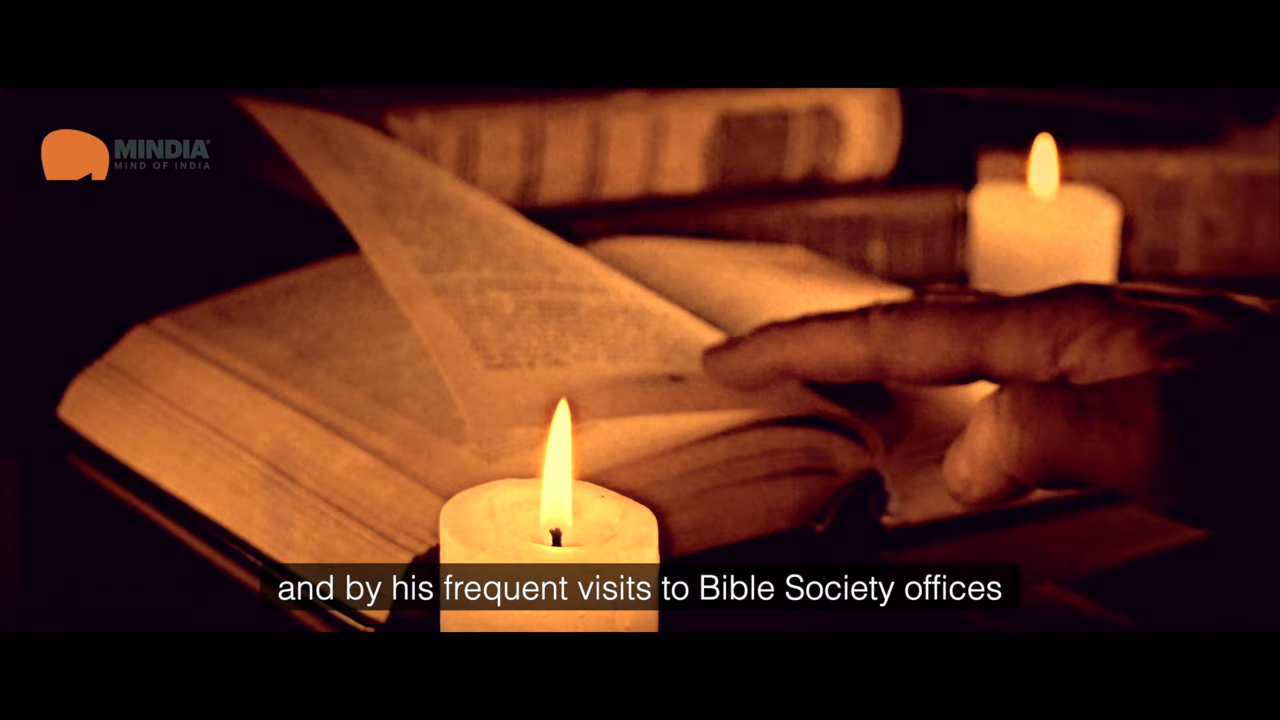 MINDIA
MIND OF INDIA
and by his frequent visits to Bible Society offices